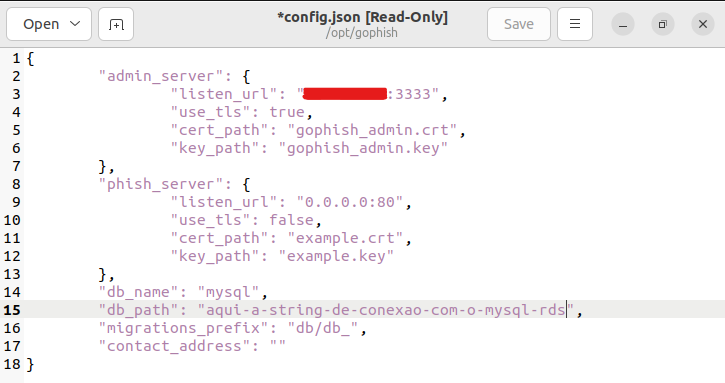 Open
*config.json [Read-Only]
/opt/gophish
Save
1 {
2 "admin_server": {
3 "listen_url": ":3333",
4 "use_tls": true,
5 "cert_path": "gophish_admin.crt",
6 "key_path": "gophish_admin.key"
7 },
8 "phish_server": {
9 "listen_url": "0.0.0.0:80",
10 "use_tls": false,
11 "cert_path": "example.crt",
12 "key_path": "example.key"
13 },
14 "db_name": "mysql",
15 "db_path": "aqui-a-string-de-conexao-com-o-mysql-rds",
16 "migrations_prefix": "db/db_",
17 "contact_address": ""
18 }